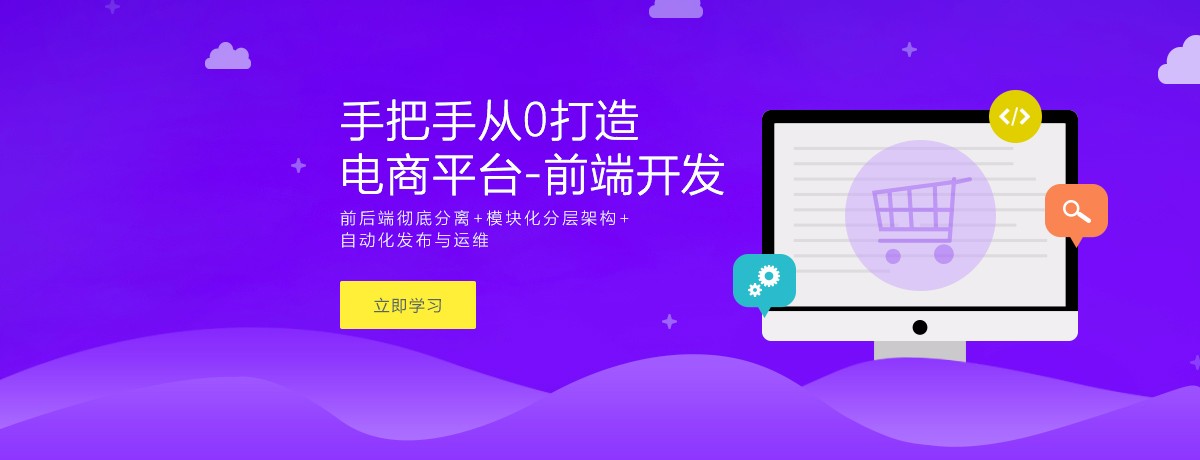 手把手从0打造
电商平台-前端开发
前后端彻底分离+模块化分层架构+
自动化发布与运维
立即学习